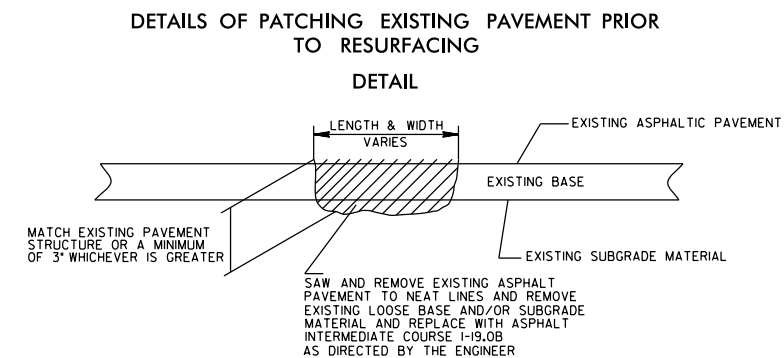 DETAILS OF PATCHING EXISTING PAVEMENT PRIOR
TO RESURFACING
DETAIL
LENGTH & WIDTH
VARIES
EXISTING ASPHALTIC PAVEMENT
EXISTING BASE
MATCH EXISTING PAVEMENT
STRUCTURE OR A MINIMUM
OF 3" WHICHEVER IS GREATER
EXISTING SUBGRADE MATERIAL
SAW AND REMOVE EXISTING ASPHALT
PAVEMENT TO NEAT LINES AND REMOVE
EXISTING LOOSE BASE AND/OR SUBGRADE
MATERIAL AND REPLACE WITH ASPHALT
INTERMEDIATE COURSE I-19.0B
AS DIRECTED BY THE ENGINEER